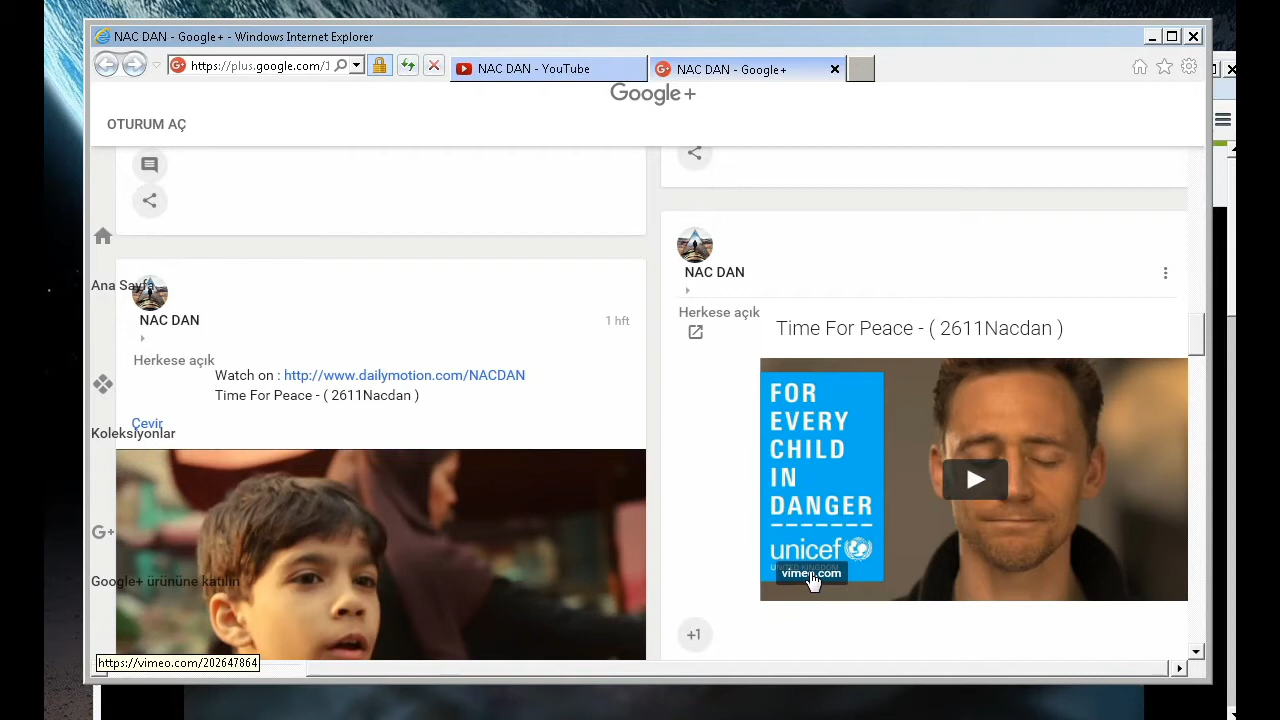 NAC DAN - Google+ - Windows Internet Explorer
https://plus.google.com/1
NAC DAN - YouTube
NAC DAN - Google+
Google+
OTURUM AÇ
Ana Sayfa
Koleksiyonlar
Google+ ürününe katılın
NAC DAN
1 hft
Herkese açık
Watch on : http://www.dailymotion.com/NACDAN
Time For Peace - ( 2611Nacdan )
Çevir
NAC DAN
Herkese açık
Time For Peace - ( 2611Nacdan )
FOR
EVERY
CHILD
IN
DANGER
unicef
UNITED KINGDOM
vimeo.com
+1
https://vimeo.com/202647864